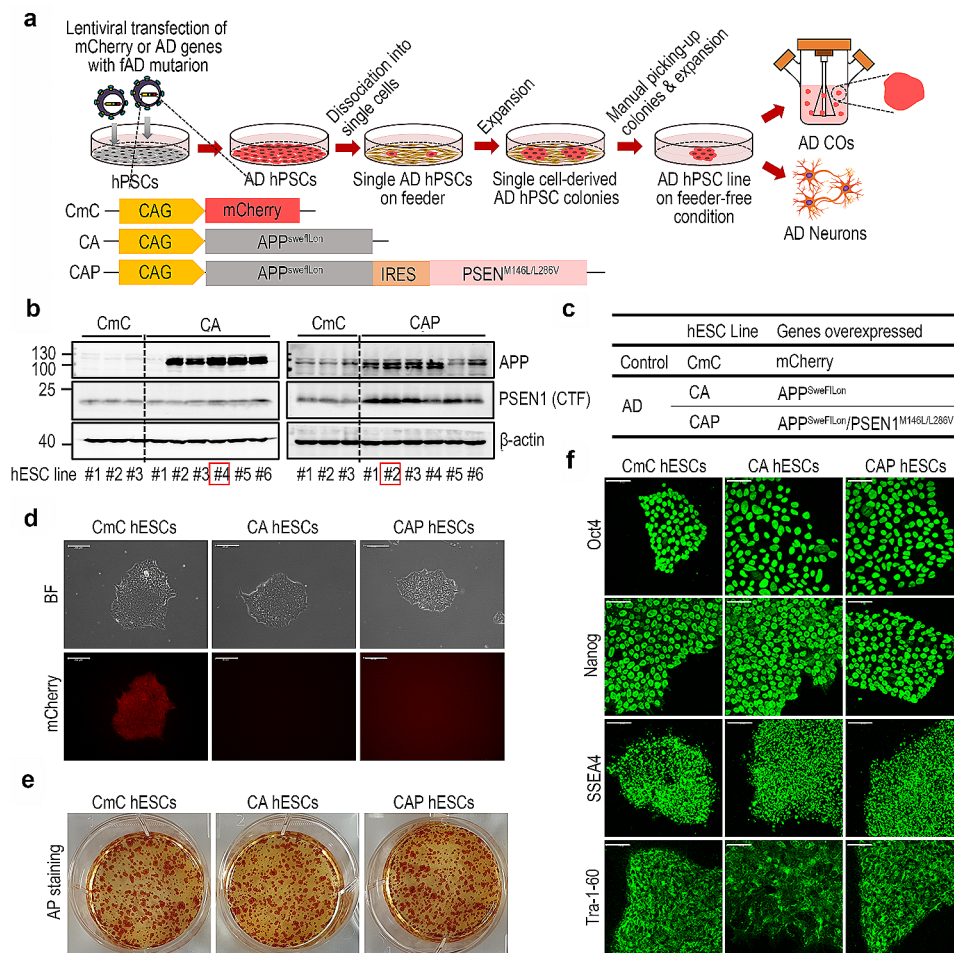 a
Lentiviral transfection of
mCherry or AD genes
with fAD mutarion
Dissociation into
single cells
Expansion
Manual picking-up
colonies & expansion
hPSCs
AD hPSCs
Single AD hPSCs
on feeder
Single cell-derived
AD hPSC colonies
AD hPSC line
on feeder-free
condition
AD COs
AD Neurons
CmC CAG mCherry
CA CAG APPsweflLon
CAP CAG APPsweflLon IRES PSENM146L/L286V
b
CmC CA CmC CAP
130
100
25
40
APP
PSEN1 (CTF)
β-actin
hESC line #1 #2 #3 #1 #2 #3 #4 #5 #6 #1 #2 #3 #1 #2 #3 #4 #5 #6
c
hESC Line Genes overexpressed
Control CmC mCherry
AD CA APPSweFlLon
CAP APPSweFlLon/PSEN1M146L/L286V
d
CmC hESCs CA hESCs CAP hESCs
BF
mCherry
e
CmC hESCs CA hESCs CAP hESCs
AP staining
f
CmC hESCs CA hESCs CAP hESCs
Oct4
Nanog
SSEA4
Tra-1-60